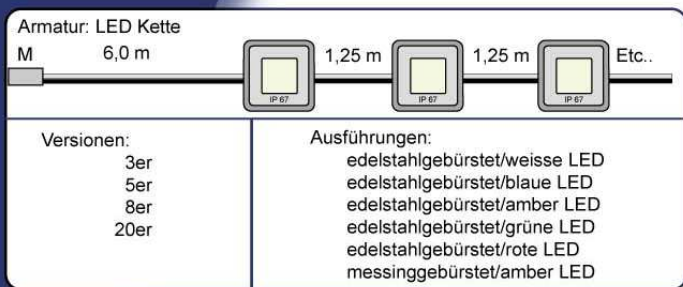 Armatur: LED Kette
M 6,0 m 1,25 m 1,25 m Etc..
IP 67 IP 67 IP 67
Versionen:
3er
5er
8er
20er
Ausführungen:
edelstahlgebürstet/weisse LED
edelstahlgebürstet/blaue LED
edelstahlgebürstet/amber LED
edelstahlgebürstet/grüne LED
edelstahlgebürstet/rote LED
messinggebürstet/amber LED